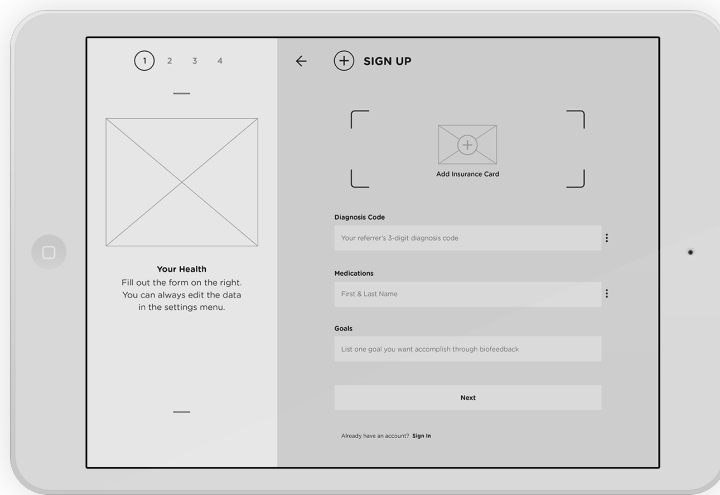 1 2 3 4
Your Health
Fill out the form on the right.
You can always edit the data
in the settings menu.
SIGN UP
Add Insurance Card
Diagnosis Code
Your referrer's 3-digit diagnosis code
Medications
First & Last Name
Goals
List one goal you want accomplish through biofeedback
Next
Already have an account? Sign in